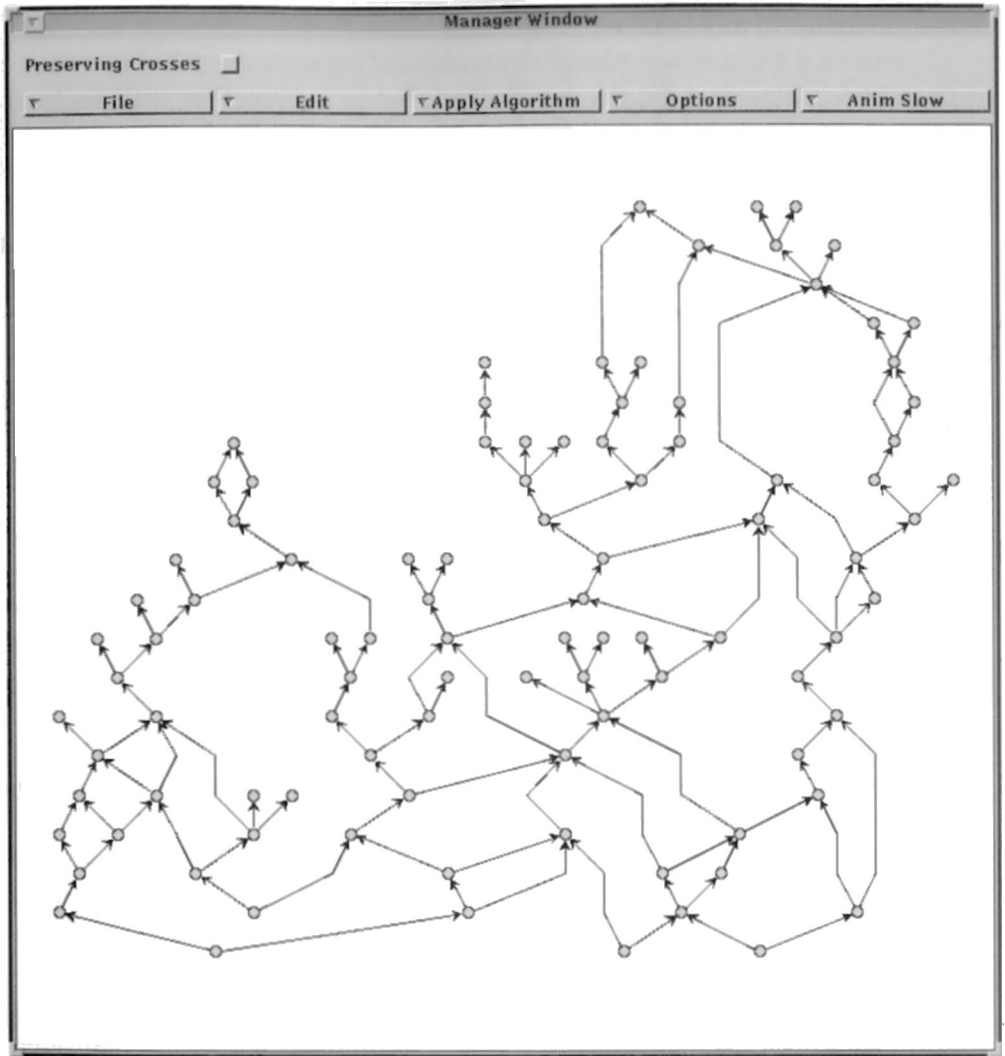 Manager Window
Preserving Crosses
File Edit Apply Algorithm Options Anim Slow